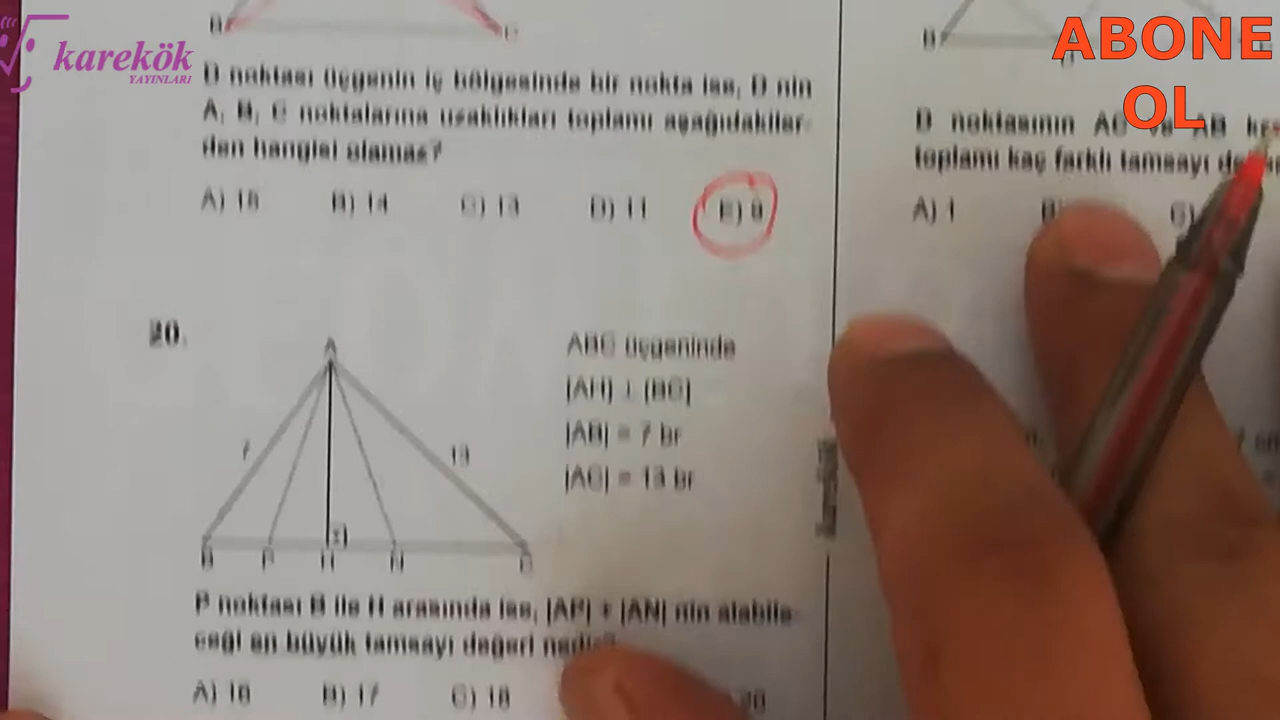 karekök
YAYINLARI
ABONE
OL
B
C
D noktası üçgenin iç bölgesinde bir nokta ise, D nin
A, B, C noktalarına uzaklıkları toplamı aşağıdakiler-
den hangisi olamaz?
A) 15 B) 14 C) 13 D) 11 E) 9
20.
A
7
13
B P H N C
ABC üçgeninde
[AH] ⊥ [BC]
|AB| = 7 br
|AC| = 13 br
P noktası B ile H arasında ise, |AP| + |AN| nin alabile-
ceği en büyük tamsayı değeri nedir?
A) 16 B) 17 C) 18 20
B
D noktasının AC ve AB
toplamı kaç farklı tamsayı
A) 1
karekök